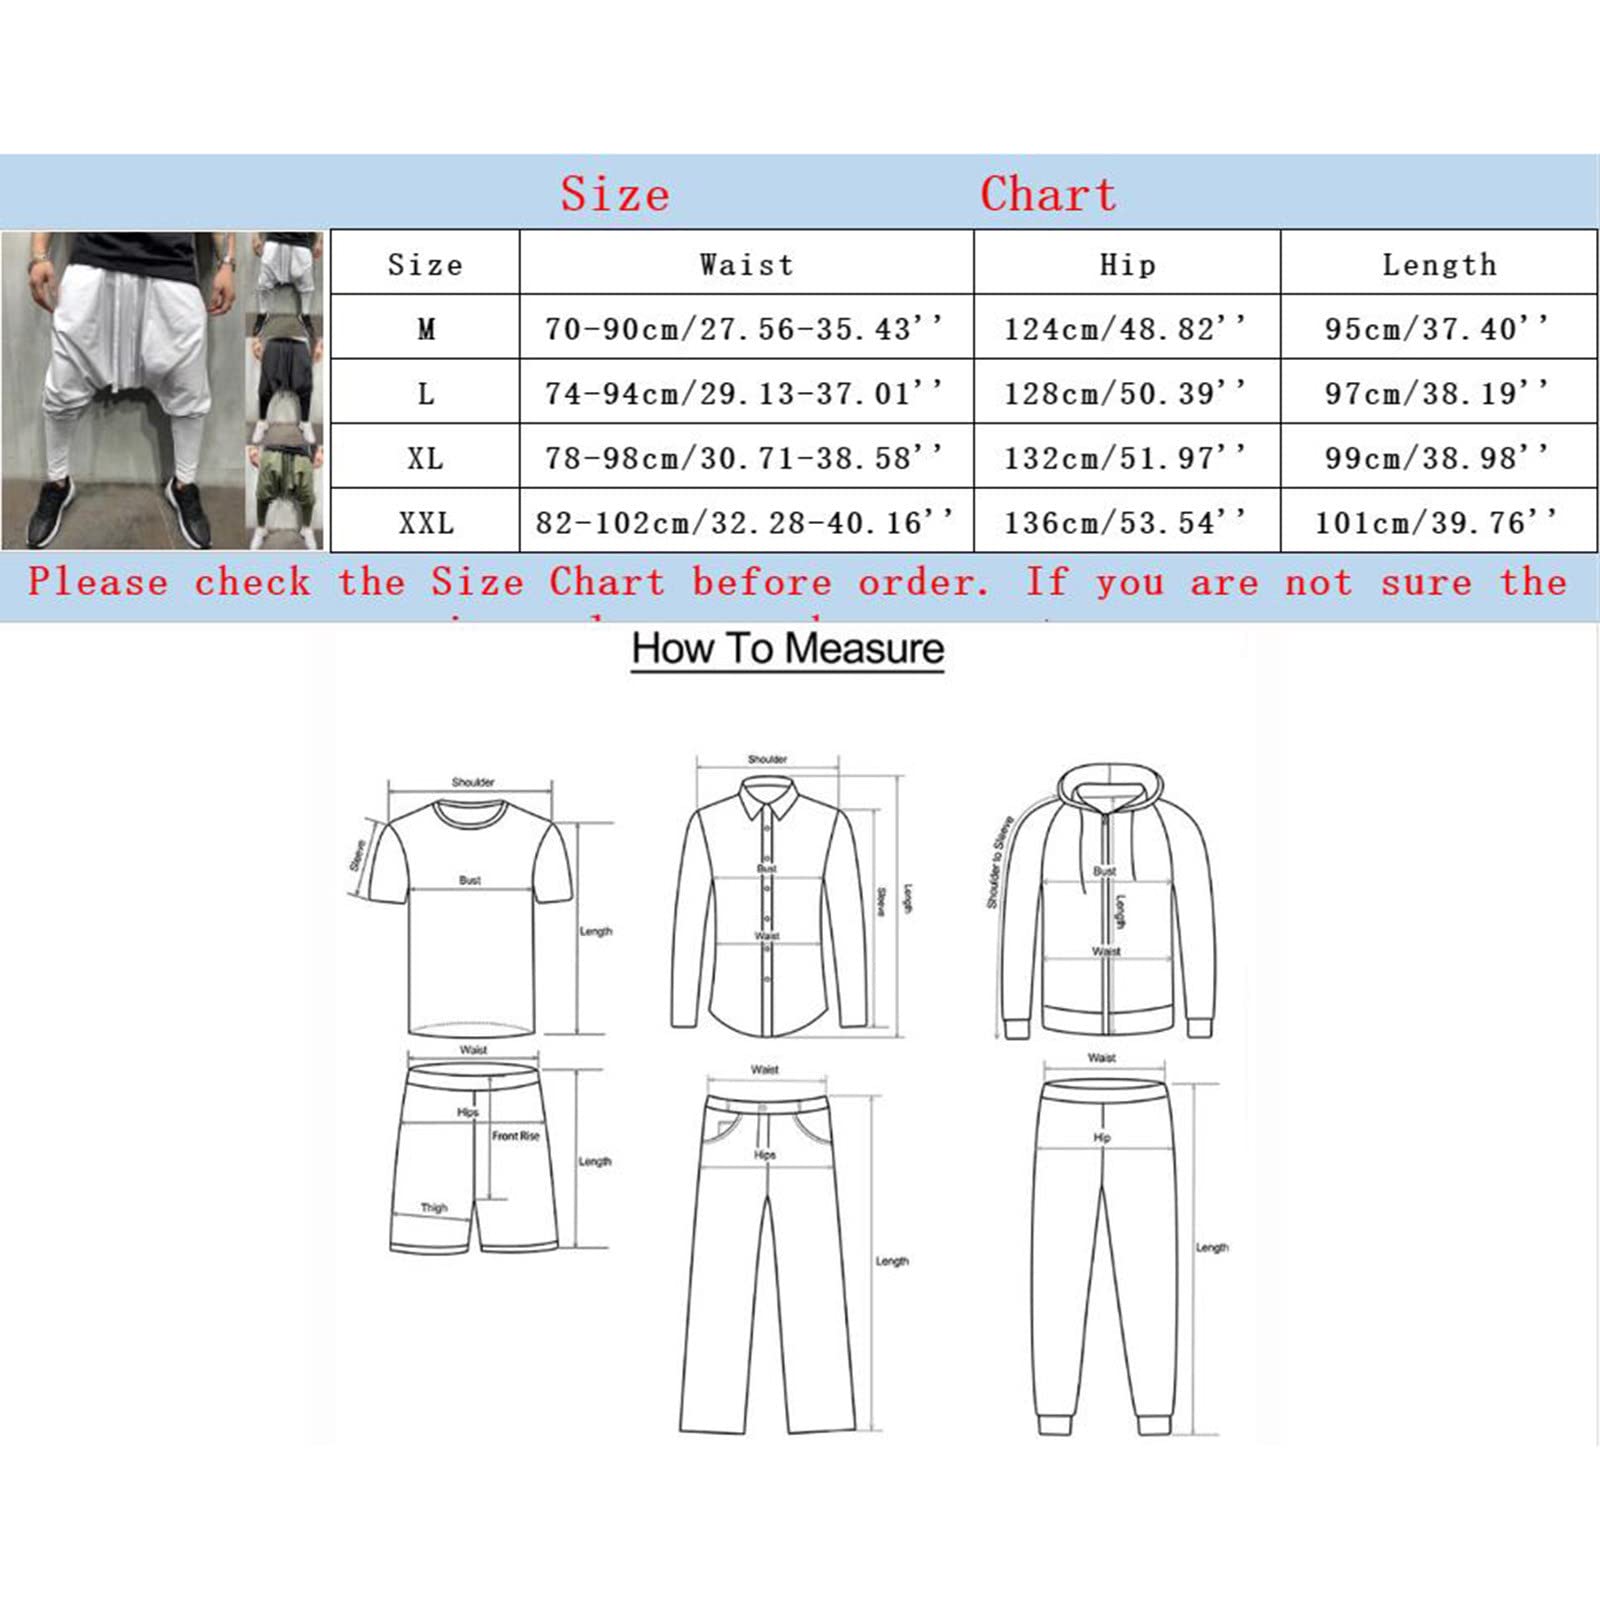 Size Chart
Size Waist Hip Length
M 70-90cm/27.56-35.43'' 124cm/48.82'' 95cm/37.40''
L 74-94cm/29.13-37.01'' 128cm/50.39'' 97cm/38.19''
XL 78-98cm/30.71-38.58'' 132cm/51.97'' 99cm/38.98''
XXL 82-102cm/32.28-40.16'' 136cm/53.54'' 101cm/39.76''
Please check the Size Chart before order. If you are not sure the
How To Measure
Shoulder
Sleeve
Bust
Length
Shoulder
Bust
Waist
Sleeve
Length
Shoulder to Sleeve
Bust
Length
Waist
Waist
Hips
Front Rise
Length
Thigh
Waist
Hips
Length
Waist
Hip
Length